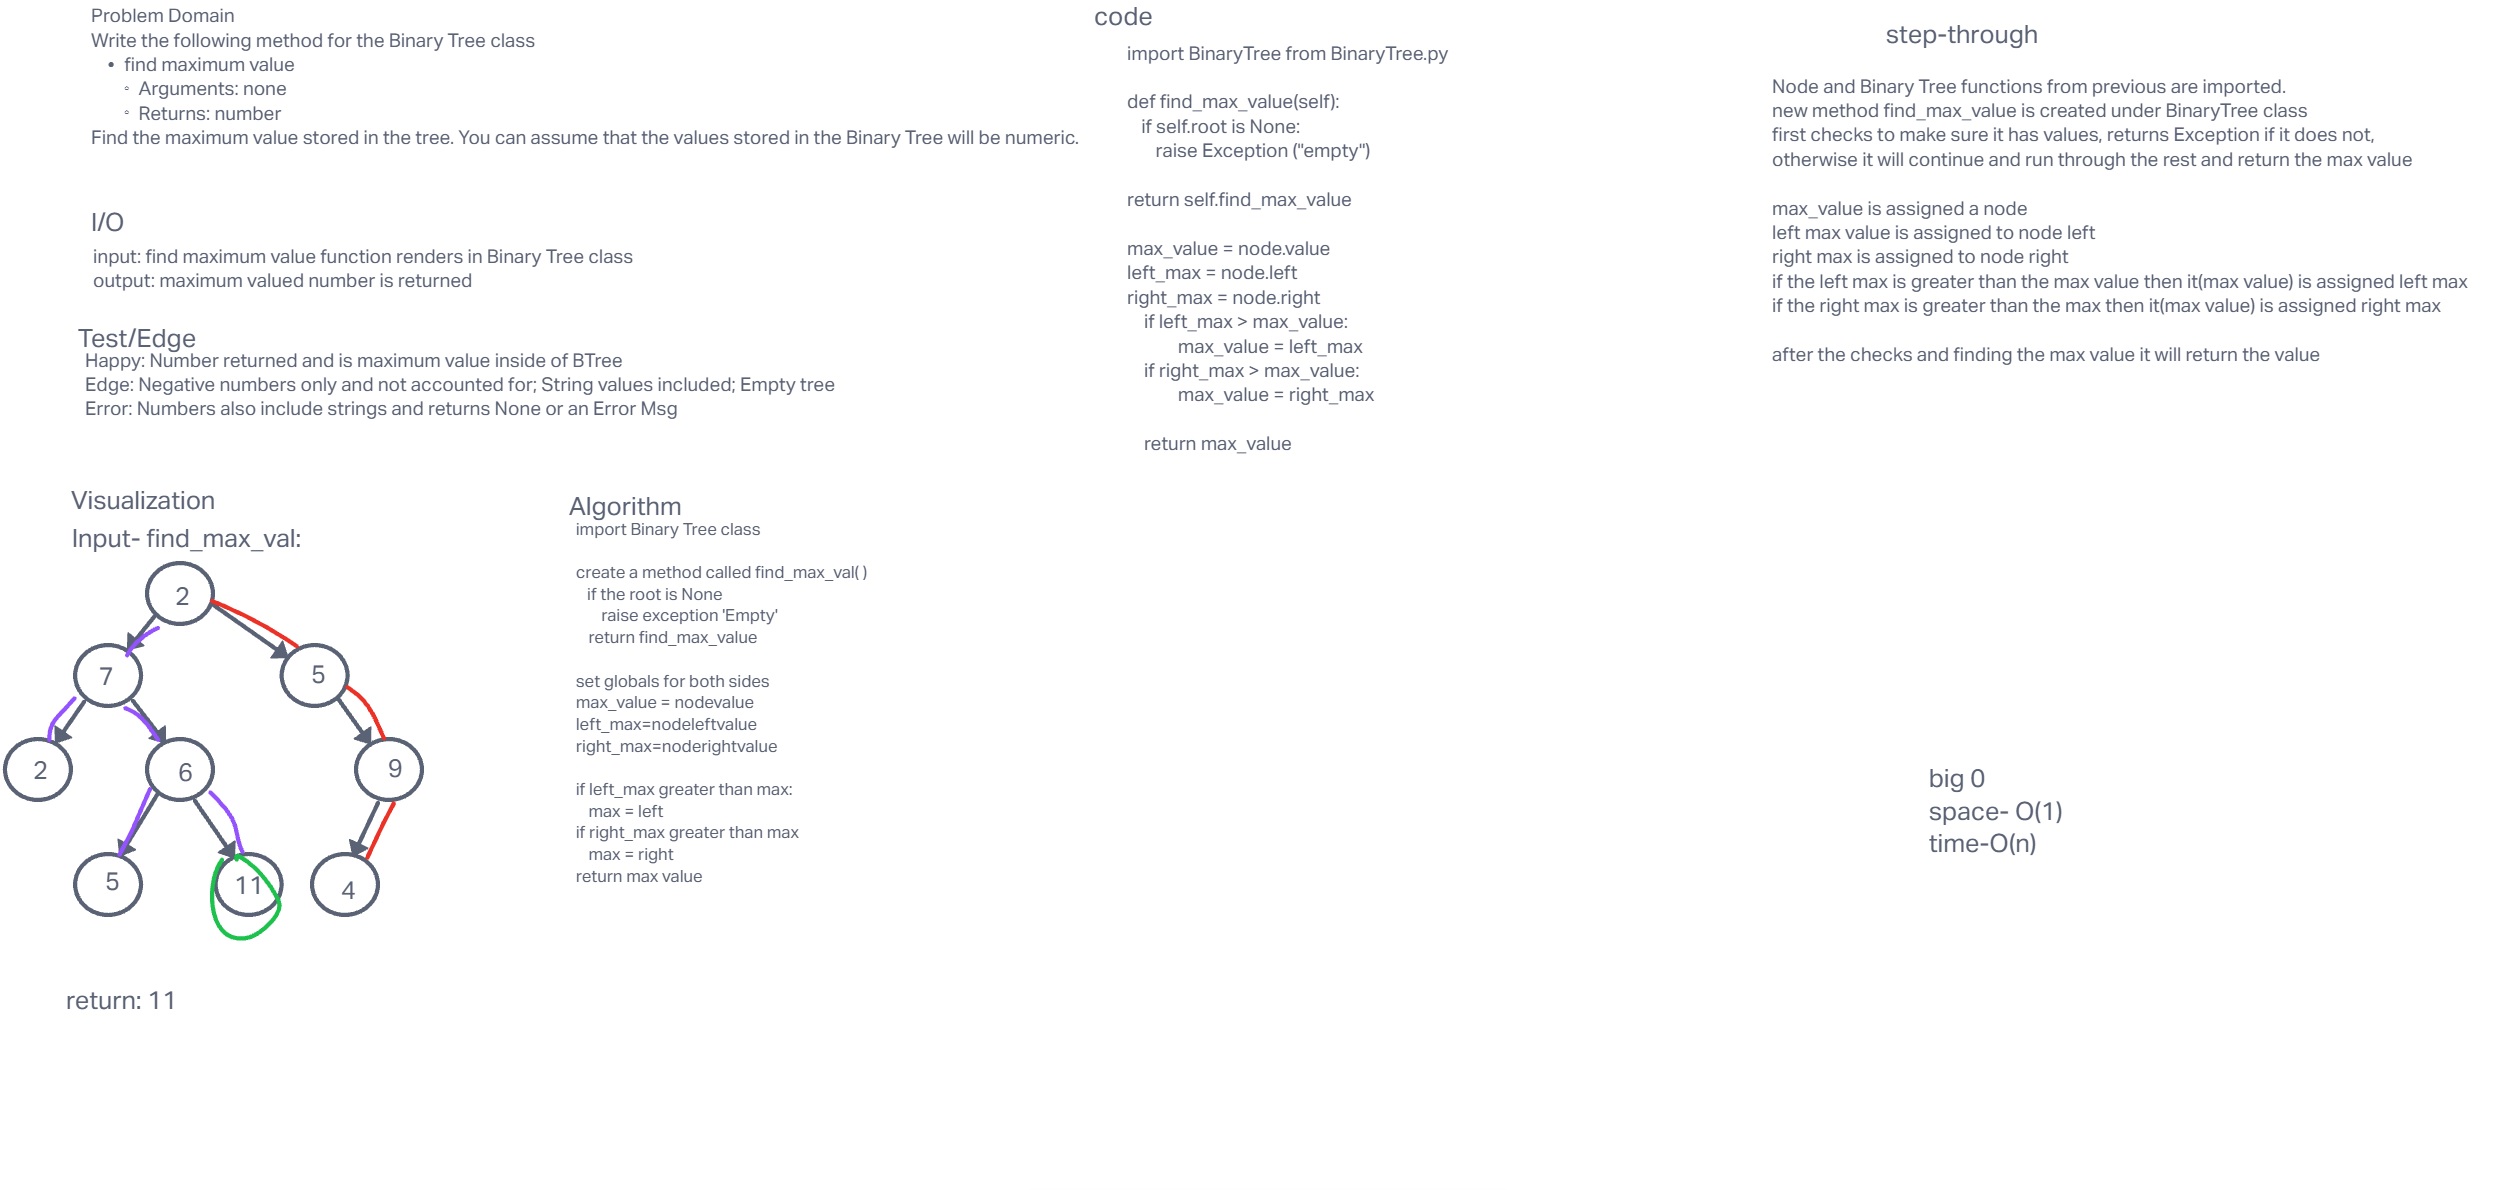 Problem Domain
Write the following method for the Binary Tree class
• find maximum value
◦ Arguments: none
◦ Returns: number
Find the maximum value stored in the tree. You can assume that the values stored in the Binary Tree will be numeric.
I/O
input: find maximum value function renders in Binary Tree class
output: maximum valued number is returned
Test/Edge
Happy: Number returned and is maximum value inside of BTree
Edge: Negative numbers only and not accounted for; String values included; Empty tree
Error: Numbers also include strings and returns None or an Error Msg
Visualization
Input- find_max_val:
2
7
5
2
6
9
5
11
4
return: 11
Algorithm
import Binary Tree class
create a method called find_max_val( )
if the root is None
raise exception 'Empty'
return find_max_value
set globals for both sides
max_value = nodevalue
left_max=nodeleftvalue
right_max=noderightvalue
if left_max greater than max:
max = left
if right_max greater than max
max = right
return max value
code
import BinaryTree from BinaryTree.py
def find_max_value(self):
if self.root is None:
raise Exception ("empty")
return self.find_max_value
max_value = node.value
left_max = node.left
right_max = node.right
if left_max > max_value:
max_value = left_max
if right_max > max_value:
max_value = right_max
return max_value
step-through
Node and Binary Tree functions from previous are imported.
new method find_max_value is created under BinaryTree class
first checks to make sure it has values, returns Exception if it does not,
otherwise it will continue and run through the rest and return the max value
max_value is assigned a node
left max value is assigned to node left
right max is assigned to node right
if the left max is greater than the max value then it(max value) is assigned left max
if the right max is greater than the max then it(max value) is assigned right max
after the checks and finding the max value it will return the value
big 0
space- O(1)
time-O(n)